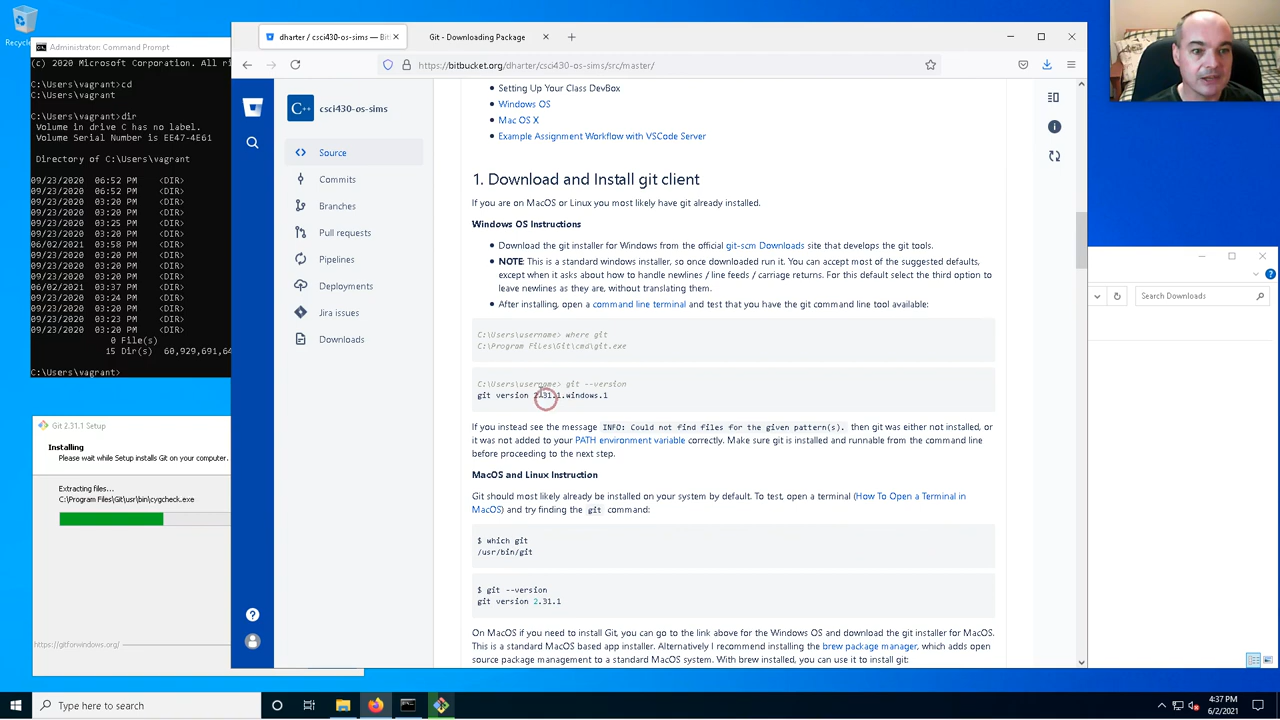 Recycle
Administrator: Command Prompt
(c) 2020 Microsoft Corporation. All ri
C:\Users\vagrant>cd
C:\Users\vagrant
C:\Users\vagrant>dir
Volume in drive C has no label.
Volume Serial Number is EE47-4E61
Directory of C:\Users\vagrant
09/23/2020 06:52 PM <DIR>
09/23/2020 06:52 PM <DIR>
09/23/2020 03:20 PM <DIR>
09/23/2020 03:20 PM <DIR>
09/23/2020 03:25 PM <DIR>
09/23/2020 03:20 PM <DIR>
06/02/2021 03:58 PM <DIR>
09/23/2020 03:20 PM <DIR>
09/23/2020 03:20 PM <DIR>
09/23/2020 03:20 PM <DIR>
06/02/2021 03:37 PM <DIR>
09/23/2020 03:24 PM <DIR>
09/23/2020 03:20 PM <DIR>
09/23/2020 03:23 PM <DIR>
09/23/2020 03:20 PM <DIR>
0 File(s)
15 Dir(s) 60,929,691,64
C:\Users\vagrant>
Git 2.31.1 Setup
Installing
Please wait while Setup installs Git on your computer.
Extracting files...
C:\Program Files\Git\usr\bin\cygcheck.exe
https://gitforwindows.org/
dharter / csci430-os-sims — Bit
Git - Downloading Package
https://bitbucket.org/dharter/csci430-os-sims/src/master/
C++
csci430-os-sims
Source
Commits
Branches
Pull requests
Pipelines
Deployments
Jira issues
Downloads
Setting Up Your Class DevBox
Windows OS
Mac OS X
Example Assignment Workflow with VSCode Server
1. Download and Install git client
If you are on MacOS or Linux you most likely have git already installed.
Windows OS Instructions
Download the git installer for Windows from the official git-scm Downloads site that develops the git tools.
NOTE: This is a standard windows installer, so once downloaded run it. You can accept most of the suggested defaults,
except when it asks about how to handle newlines / line feeds / carriage returns. For this default select the third option to
leave newlines as they are, without translating them.
After installing, open a command line terminal and test that you have the git command line tool available:
C:\Users\username> where git
C:\Program Files\Git\cmd\git.exe
C:\Users\username> git --version
git version 2.31.1.windows.1
If you instead see the message INFO: Could not find files for the given pattern(s). then git was either not installed, or
it was not added to your PATH environment variable correctly. Make sure git is installed and runnable from the command line
before proceeding to the next step.
MacOS and Linux Instruction
Git should most likely already be installed on your system by default. To test, open a terminal (How To Open a Terminal in
MacOS) and try finding the git command:
$ which git
/usr/bin/git
$ git --version
git version 2.31.1
On MacOS if you need to install Git, you can go to the link above for the Windows OS and download the git installer for MacOS.
This is a standard MacOS based app installer. Alternatively I recommend installing the brew package manager, which adds open
source package management to a standard MacOS system. With brew installed, you can use it to install git:
Search Downloads
Type here to search
4:37 PM
6/2/2021